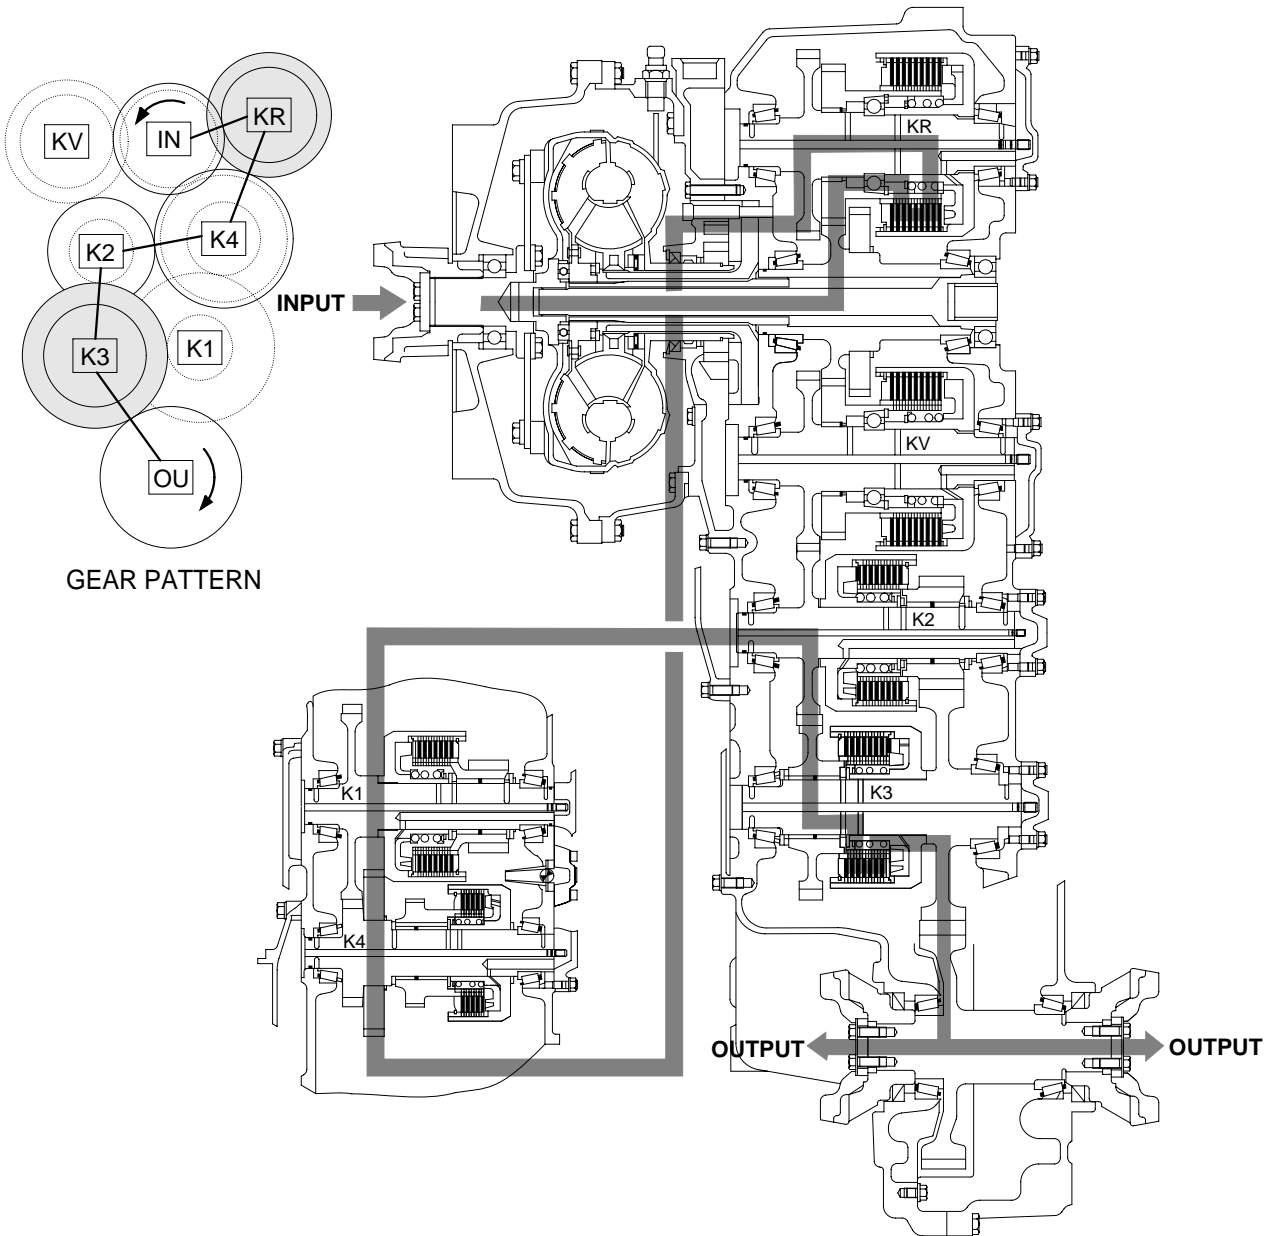 KR
IN
KV
K4
K2
K1
K3
OU
GEAR PATTERN
INPUT
KR
KV
K2
K3
K1
K4
OUTPUT
OUTPUT